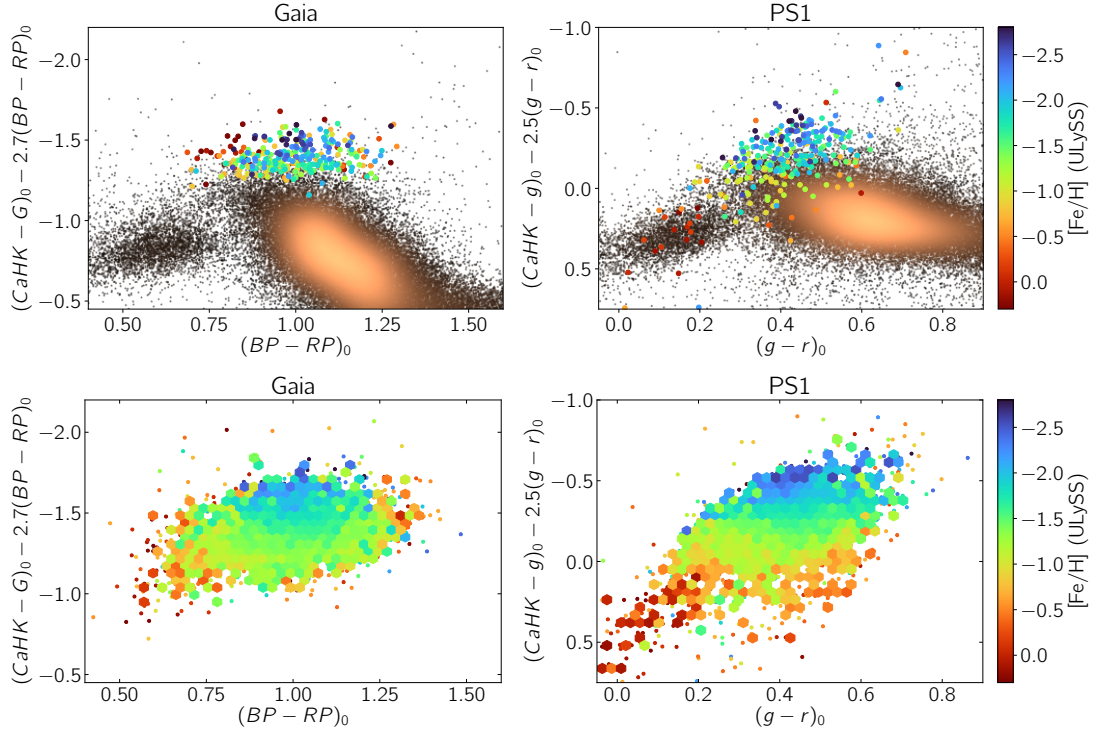 Gaia
(CaHK − G)₀ − 2.7(BP − RP)₀
−2.0
−1.5
−1.0
−0.5
0.50 0.75 1.00 1.25 1.50
(BP − RP)₀
PS1
(CaHK − g)₀ − 2.5(g − r)₀
−1.0
−0.5
0.0
0.5
0.0 0.2 0.4 0.6 0.8
(g − r)₀
−2.5
−2.0
−1.5
−1.0
−0.5
0.0
[Fe/H] (ULySS)
Gaia
(CaHK − G)₀ − 2.7(BP − RP)₀
−2.0
−1.5
−1.0
−0.5
0.50 0.75 1.00 1.25 1.50
(BP − RP)₀
PS1
(CaHK − g)₀ − 2.5(g − r)₀
−1.0
−0.5
0.0
0.5
0.0 0.2 0.4 0.6 0.8
(g − r)₀
−2.5
−2.0
−1.5
−1.0
−0.5
0.0
[Fe/H] (ULySS)